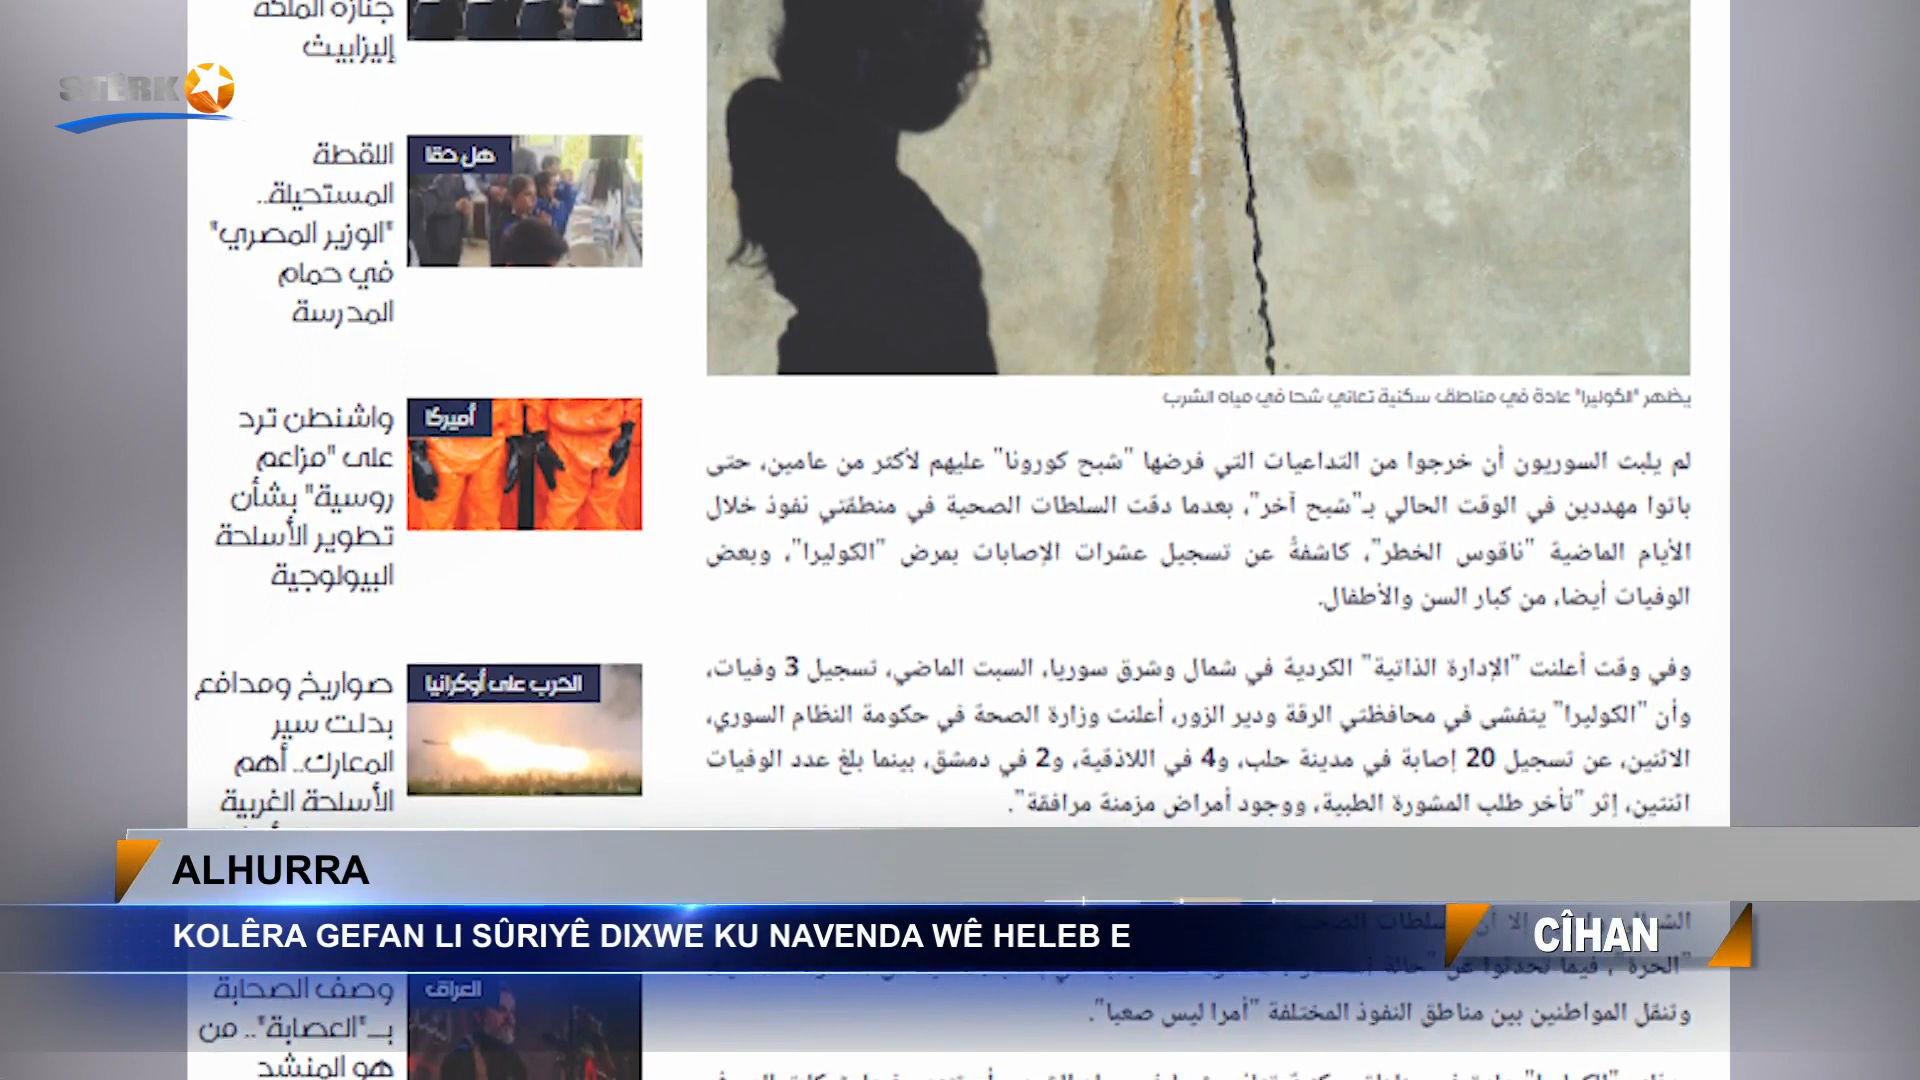 STÊRK
جنازة الملكة
إليزابيث
هل حقا
اللقطة
المستحيلة..
"الوزير المصري"
في حمام
المدرسة
أميركا
واشنطن ترد
على "مزاعم
روسية" بشأن
تطوير الأسلحة
البيولوجية
الحرب على أوكرانيا
صواريخ ومدافع
بدلت سير
المعارك.. أهم
الأسلحة الغربية
العراق
وصف الصحابة
بـ"العصابة".. من
هو المنشد
يظهر "الكوليرا" عادة في مناطق سكنية تعاني شحا في مياه الشرب
لم يلبث السوريون أن خرجوا من التداعيات التي فرضها "شبح كورونا" عليهم لأكثر من عامين، حتى
باتوا مهددين في الوقت الحالي بـ"شبح آخر"، بعدما دقت السلطات الصحية في منطقتي نفوذ خلال
الأيام الماضية "ناقوس الخطر"، كاشفةً عن تسجيل عشرات الإصابات بمرض "الكوليرا"، وبعض
الوفيات أيضا، من كبار السن والأطفال.
وفي وقت أعلنت "الإدارة الذاتية" الكردية في شمال وشرق سوريا، السبت الماضي، تسجيل 3 وفيات،
وأن "الكوليرا" يتفشى في محافظتي الرقة ودير الزور، أعلنت وزارة الصحة في حكومة النظام السوري،
الاثنين، عن تسجيل 20 إصابة في مدينة حلب، و4 في اللاذقية، و2 في دمشق، بينما بلغ عدد الوفيات
اثنتين، إثر "تأخر طلب المشورة الطبية، ووجود أمراض مزمنة مرافقة".
"الحرة"، فيما تحدثوا عن "حالة
وتنقل المواطنين بين مناطق النفوذ المختلفة "أمرا ليس صعبا".
ALHURRA
KOLÊRA GEFAN LI SÛRIYÊ DIXWE KU NAVENDA WÊ HELEB E
CÎHAN